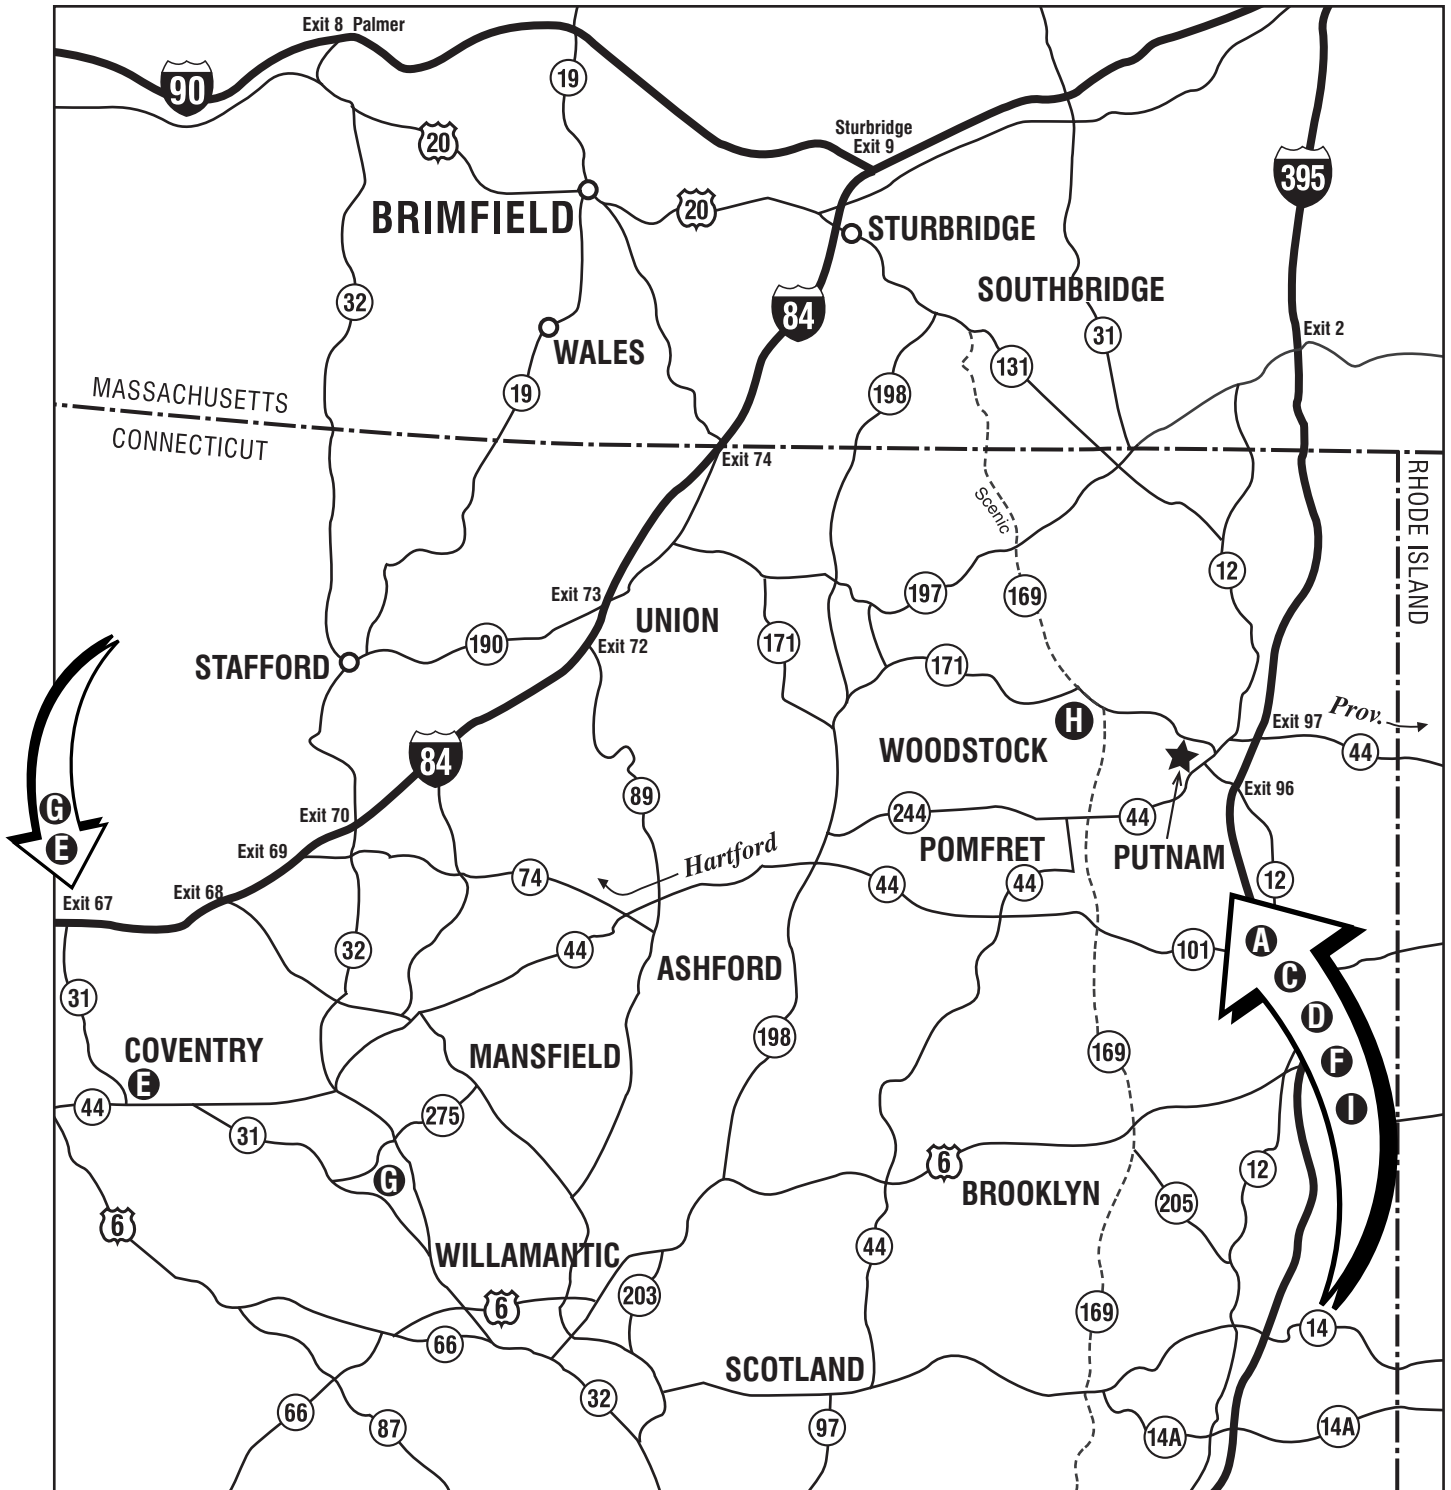 Exit 8 Palmer
90
19
20
Sturbridge
Exit 9
395
BRIMFIELD
20
STURBRIDGE
32
84
SOUTHBRIDGE
31
Exit 2
WALES
131
19
198
MASSACHUSETTS
CONNECTICUT
Exit 74
RHODE ISLAND
Scenic
12
197
169
Exit 73
UNION
190
Exit 72
171
171
STAFFORD
H
Exit 97
Prov.
44
WOODSTOCK
84
Exit 96
89
G
E
Exit 70
244
44
Exit 69
Hartford
POMFRET
PUTNAM
74
44
44
12
Exit 68
Exit 67
32
44
101
A
ASHFORD
C
31
D
198
COVENTRY
MANSFIELD
169
F
E
44
275
I
31
6
12
G
BROOKLYN
205
6
44
WILLAMANTIC
203
6
169
14
66
SCOTLAND
32
66
87
97
14A
14A